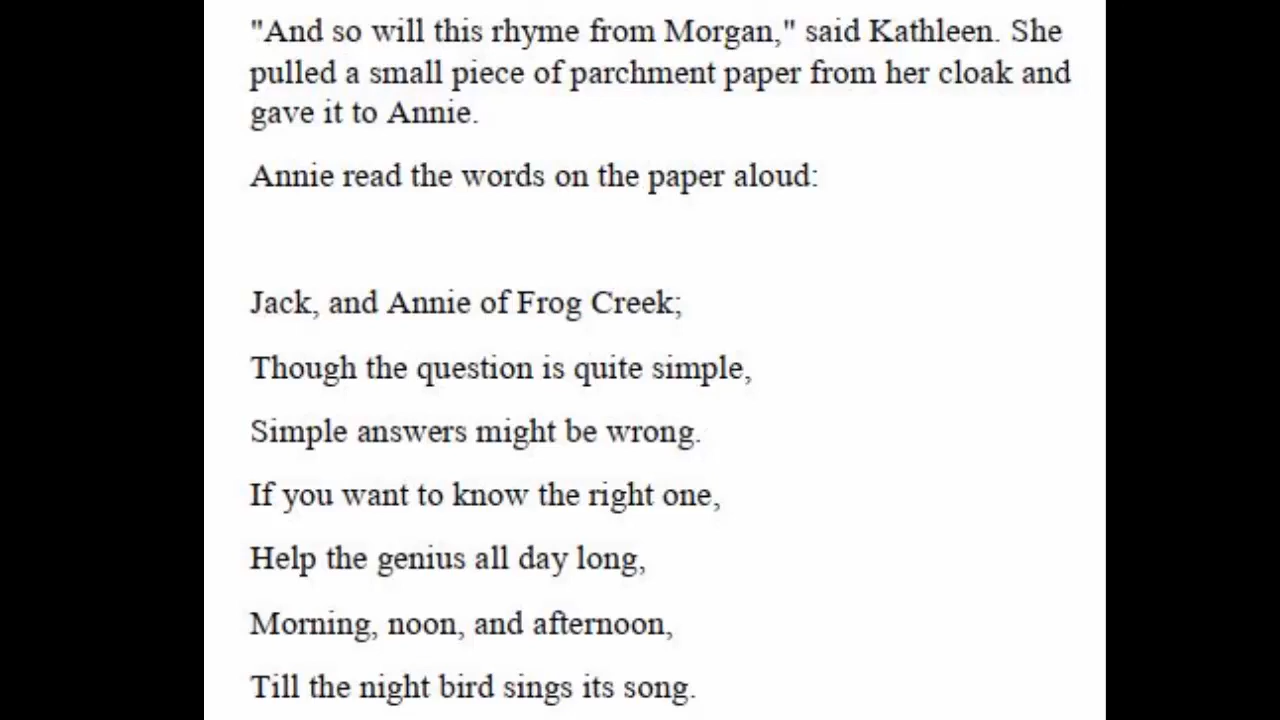 "And so will this rhyme from Morgan," said Kathleen. She
pulled a small piece of parchment paper from her cloak and
gave it to Annie.
Annie read the words on the paper aloud:
Jack, and Annie of Frog Creek;
Though the question is quite simple,
Simple answers might be wrong.
If you want to know the right one,
Help the genius all day long,
Morning, noon, and afternoon,
Till the night bird sings its song.